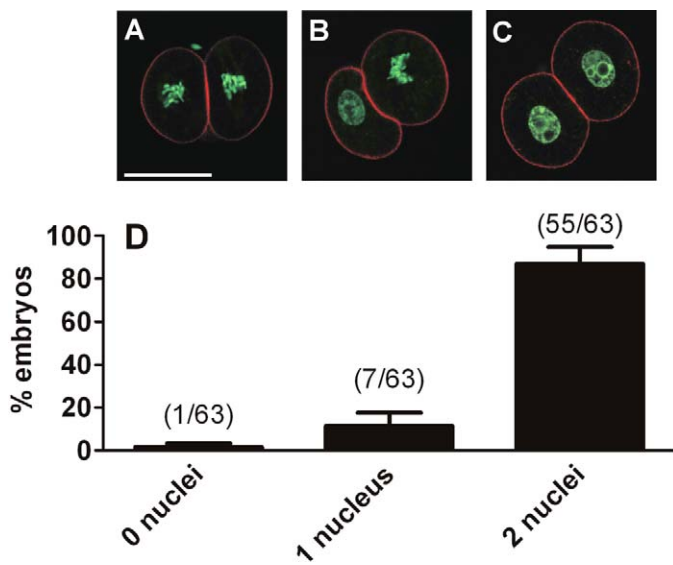 A
B
C
D
% embryos
100
80
60
40
20
0
(1/63)
(7/63)
(55/63)
0 nuclei
1 nucleus
2 nuclei